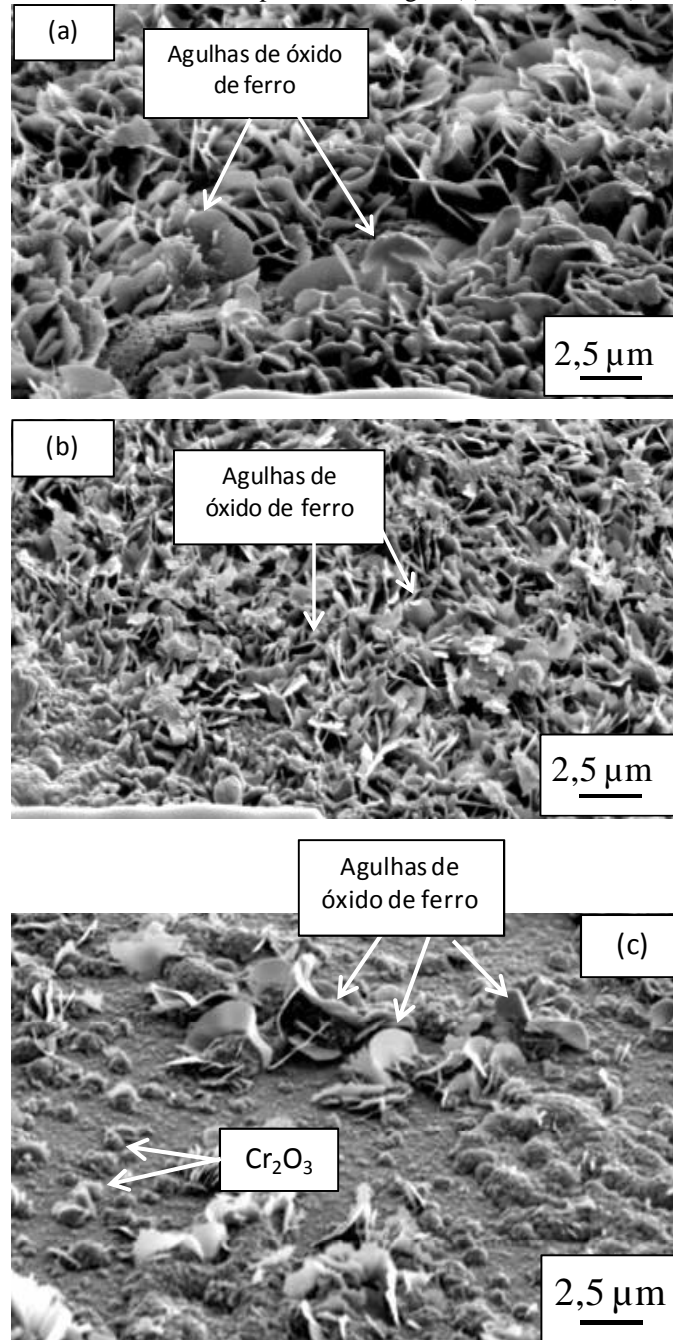 (a)
Agulhas de óxido
de ferro
2,5 µm
(b)
Agulhas de
óxido de ferro
2,5 µm
Agulhas de
óxido de ferro
(c)
Cr₂O₃
2,5 µm